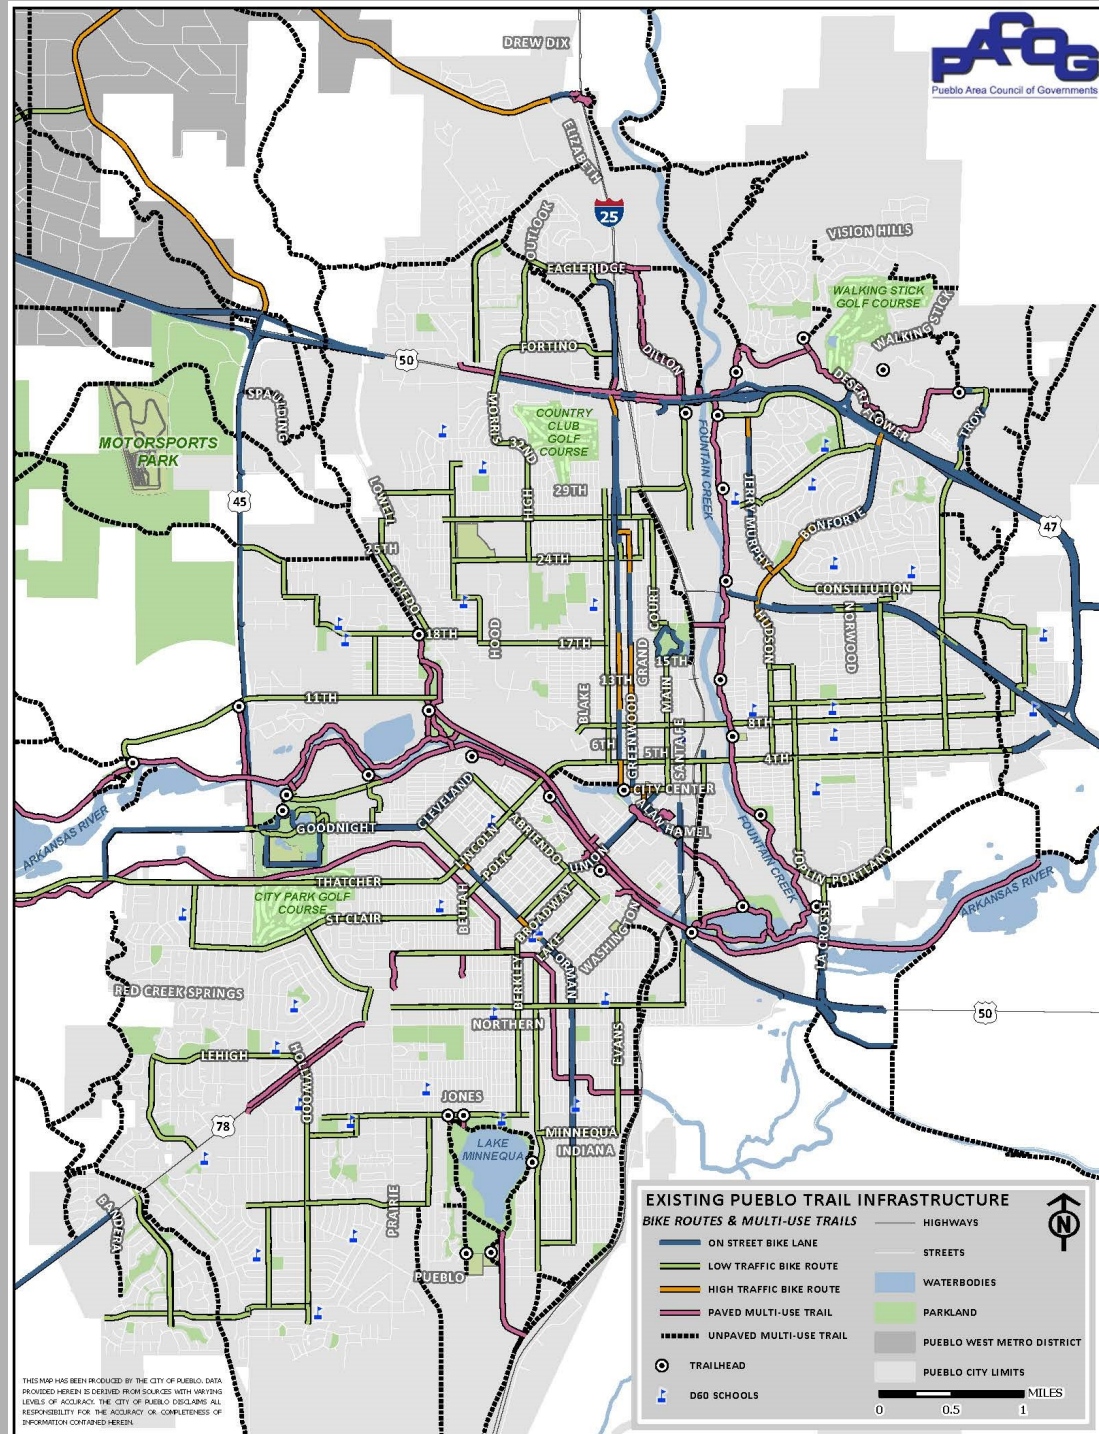 DREW DIX
PACOG
Pueblo Area Council of Governments
ELIZABETH
25
OUTLOOK
VISION HILLS
EAGLERIDGE
WALKING STICK
GOLF COURSE
WALKING STICK
FORTINO
DILLON
50
DESERT FLOWER
SPAULDING
MORRIS
COUNTRY
CLUB
GOLF
COURSE
32ND
TROY
MOTORSPORTS
PARK
FOUNTAIN CREEK
45
LOWELL
29TH
HIGH
JERRY MURPHY
BONFORTE
47
25TH
24TH
TUXEDO
COURT
CONSTITUTION
18TH
HOOD
17TH
HUDSON
NORWOOD
15TH
GRAND
13TH
11TH
BLAKE
MAIN
GREENWOOD
SANTA FE
8TH
6TH
5TH
4TH
CITY CENTER
CLEVELAND
ALAN HAMEL
ARKANSAS RIVER
GOODNIGHT
ABRIENDO
LINCOLN
UNION
FOUNTAIN CREEK
POLK
JOPLIN
PORTLAND
THATCHER
CITY PARK GOLF
COURSE
BEULAH
ST CLAIR
BROADWAY
ARKANSAS RIVER
LAKE
WASHINGTON
LA CROSSE
ORMAN
BERKLEY
RED CREEK SPRINGS
50
NORTHERN
EVANS
LEHIGH
HOLLYWOOD
JONES
78
MINNEQUA
LAKE
MINNEQUA
INDIANA
BANDERA
PRAIRIE
PUEBLO
EXISTING PUEBLO TRAIL INFRASTRUCTURE
BIKE ROUTES & MULTI-USE TRAILS
ON STREET BIKE LANE
LOW TRAFFIC BIKE ROUTE
HIGH TRAFFIC BIKE ROUTE
PAVED MULTI-USE TRAIL
UNPAVED MULTI-USE TRAIL
TRAILHEAD
D60 SCHOOLS
HIGHWAYS
STREETS
WATERBODIES
PARKLAND
PUEBLO WEST METRO DISTRICT
PUEBLO CITY LIMITS
N
MILES
0 0.5 1
THIS MAP HAS BEEN PRODUCED BY THE CITY OF PUEBLO. DATA
PROVIDED HEREIN IS DERIVED FROM SOURCES WITH VARYING
LEVELS OF ACCURACY. THE CITY OF PUEBLO DISCLAIMS ALL
RESPONSIBILITY FOR THE ACCURACY OR COMPLETENESS OF
INFORMATION CONTAINED HEREIN.